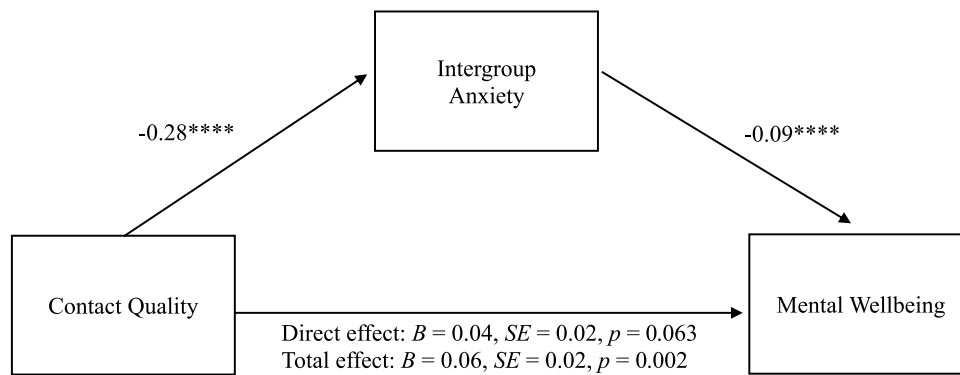 Intergroup
Anxiety
-0.28****
-0.09****
Contact Quality
Mental Wellbeing
Direct effect: B = 0.04, SE = 0.02, p = 0.063
Total effect: B = 0.06, SE = 0.02, p = 0.002